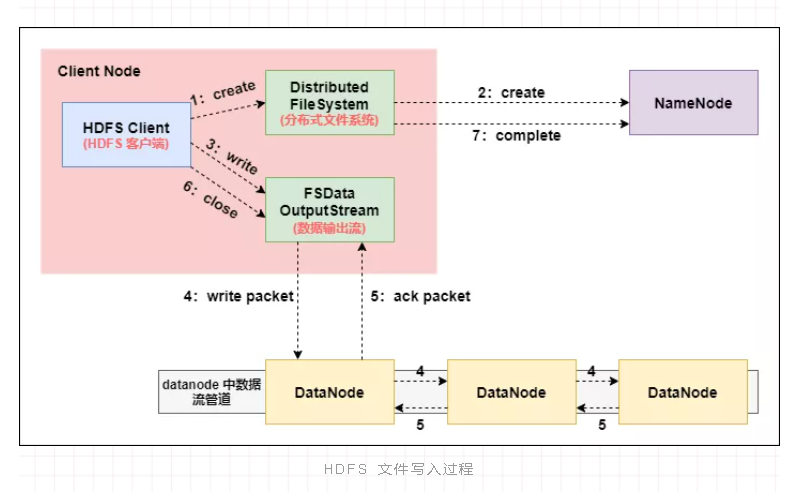 Client Node
1：create
Distributed
FileSystem
(分布式文件系统)
2：create
7：complete
NameNode
HDFS Client
(HDFS 客户端)
3：write
6：close
FSData
OutputStream
(数据输出流)
4：write packet
5：ack packet
datanode 中数据
流管道
DataNode
4
5
DataNode
4
5
DataNode
HDFS 文件写入过程